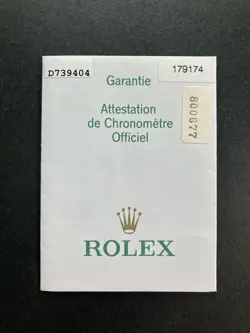 D739404
179174
Garantie
800677
Attestation
de Chronomètre
Officiel
ROLEX